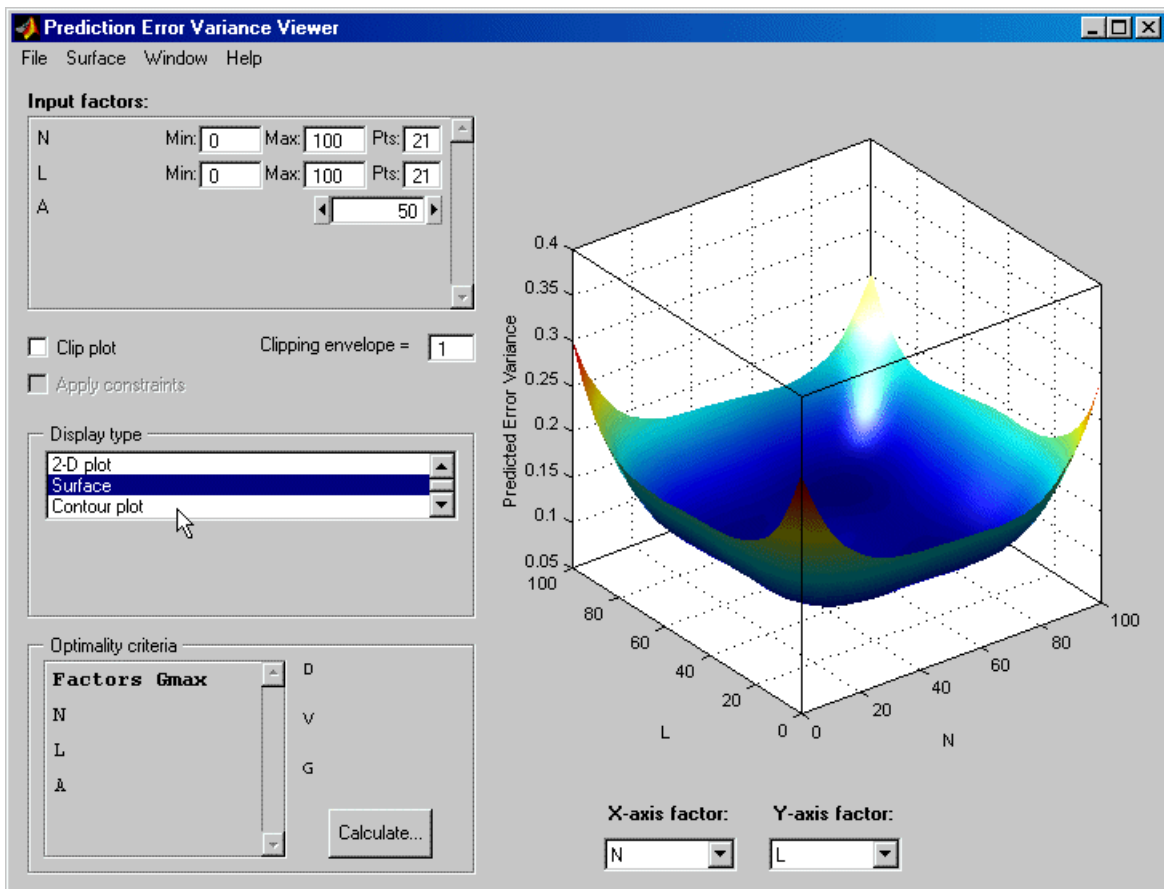 Prediction Error Variance Viewer
File Surface Window Help
Input factors:
N Min: 0 Max: 100 Pts: 21
L Min: 0 Max: 100 Pts: 21
A 50
Clip plot Clipping envelope = 1
Apply constraints
Display type
2-D plot
Surface
Contour plot
Optimality criteria
Factors Gmax
N
L
A
D
V
G
Calculate...
Predicted Error Variance
0.4
0.35
0.3
0.25
0.2
0.15
0.1
0.05
100
80
60
40
20
0
L
0
20
40
60
80
100
N
X-axis factor: Y-axis factor:
N L